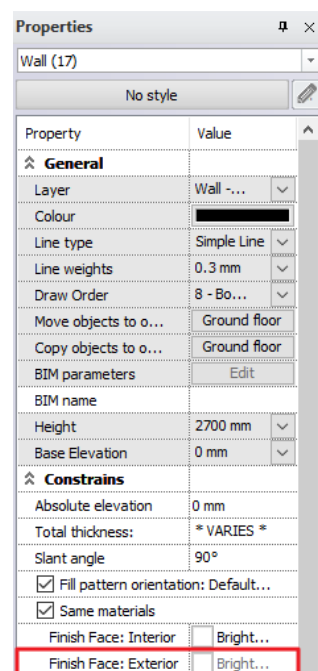 Properties
Wall (17)
No style
Property Value
General
Layer Wall -...
Colour
Line type Simple Line
Line weights 0.3 mm
Draw Order 8 - Bo...
Move objects to o... Ground floor
Copy objects to o... Ground floor
BIM parameters Edit
BIM name
Height 2700 mm
Base Elevation 0 mm
Constrains
Absolute elevation 0 mm
Total thickness: * VARIES *
Slant angle 90°
Fill pattern orientation: Default...
Same materials
Finish Face: Interior Bright...
Finish Face: Exterior Bright...